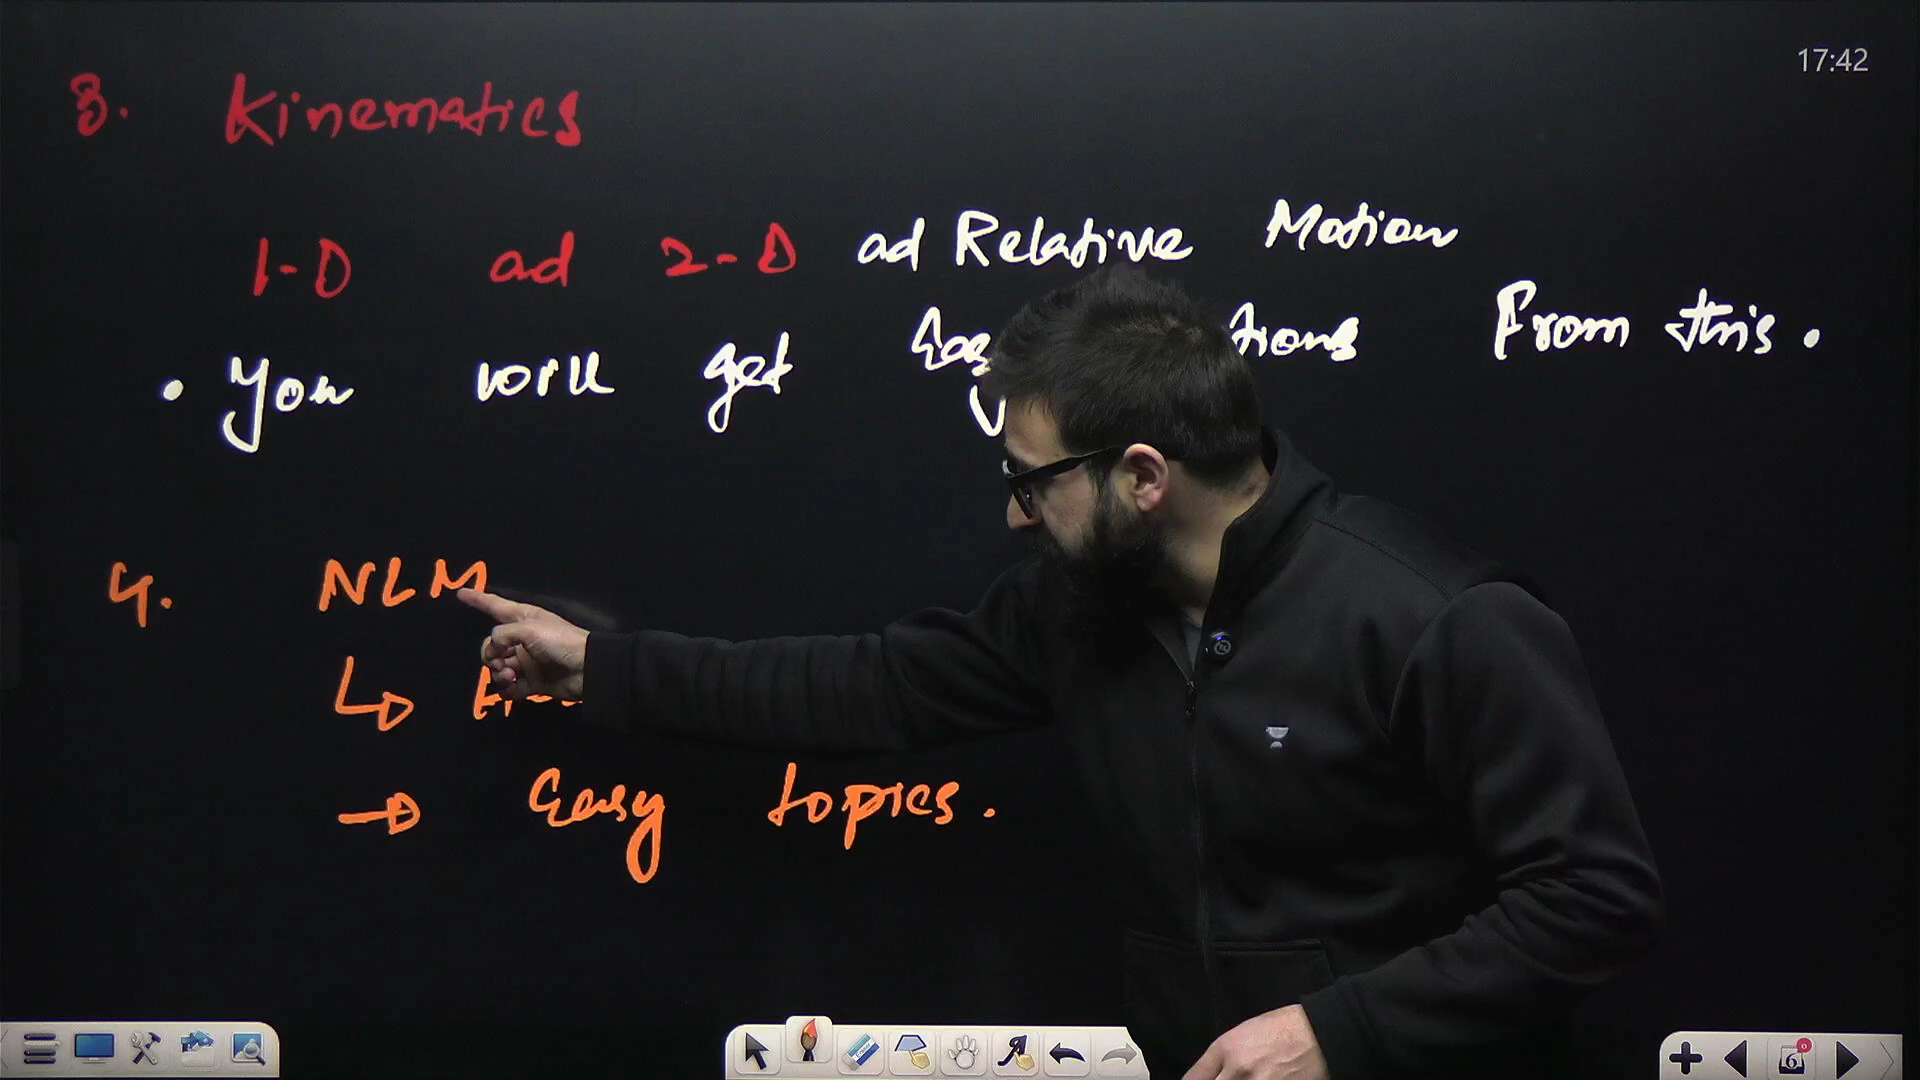 17:42
3. Kinematics
1-D ad 2-D ad Relative Motion
• You will get From this.
4. NLM
Easy topics.
6